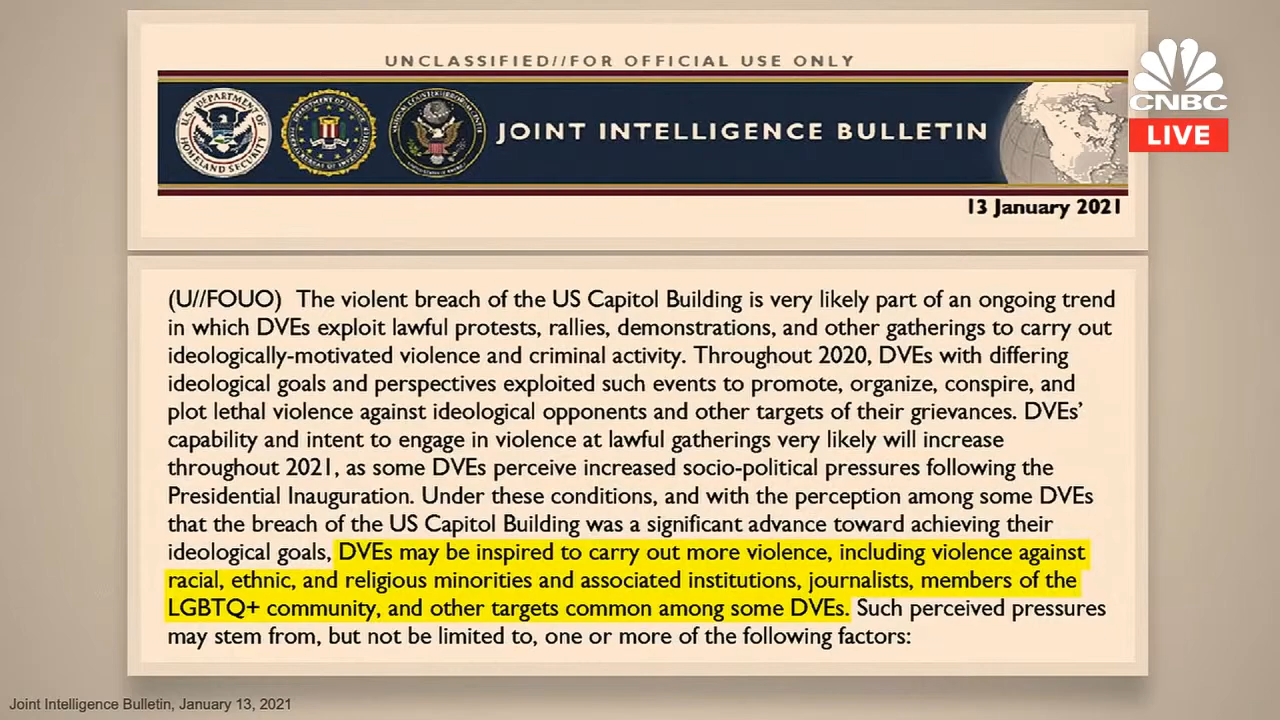 UNCLASSIFIED//FOR OFFICIAL USE ONLY
CNBC
LIVE
U.S. DEPARTMENT OF
HOMELAND SECURITY
JOINT INTELLIGENCE BULLETIN
13 January 2021
(U//FOUO) The violent breach of the US Capitol Building is very likely part of an ongoing trend
in which DVEs exploit lawful protests, rallies, demonstrations, and other gatherings to carry out
ideologically-motivated violence and criminal activity. Throughout 2020, DVEs with differing
ideological goals and perspectives exploited such events to promote, organize, conspire, and
plot lethal violence against ideological opponents and other targets of their grievances. DVEs’
capability and intent to engage in violence at lawful gatherings very likely will increase
throughout 2021, as some DVEs perceive increased socio-political pressures following the
Presidential Inauguration. Under these conditions, and with the perception among some DVEs
that the breach of the US Capitol Building was a significant advance toward achieving their
ideological goals, DVEs may be inspired to carry out more violence, including violence against
racial, ethnic, and religious minorities and associated institutions, journalists, members of the
LGBTQ+ community, and other targets common among some DVEs. Such perceived pressures
may stem from, but not be limited to, one or more of the following factors:
Joint Intelligence Bulletin, January 13, 2021